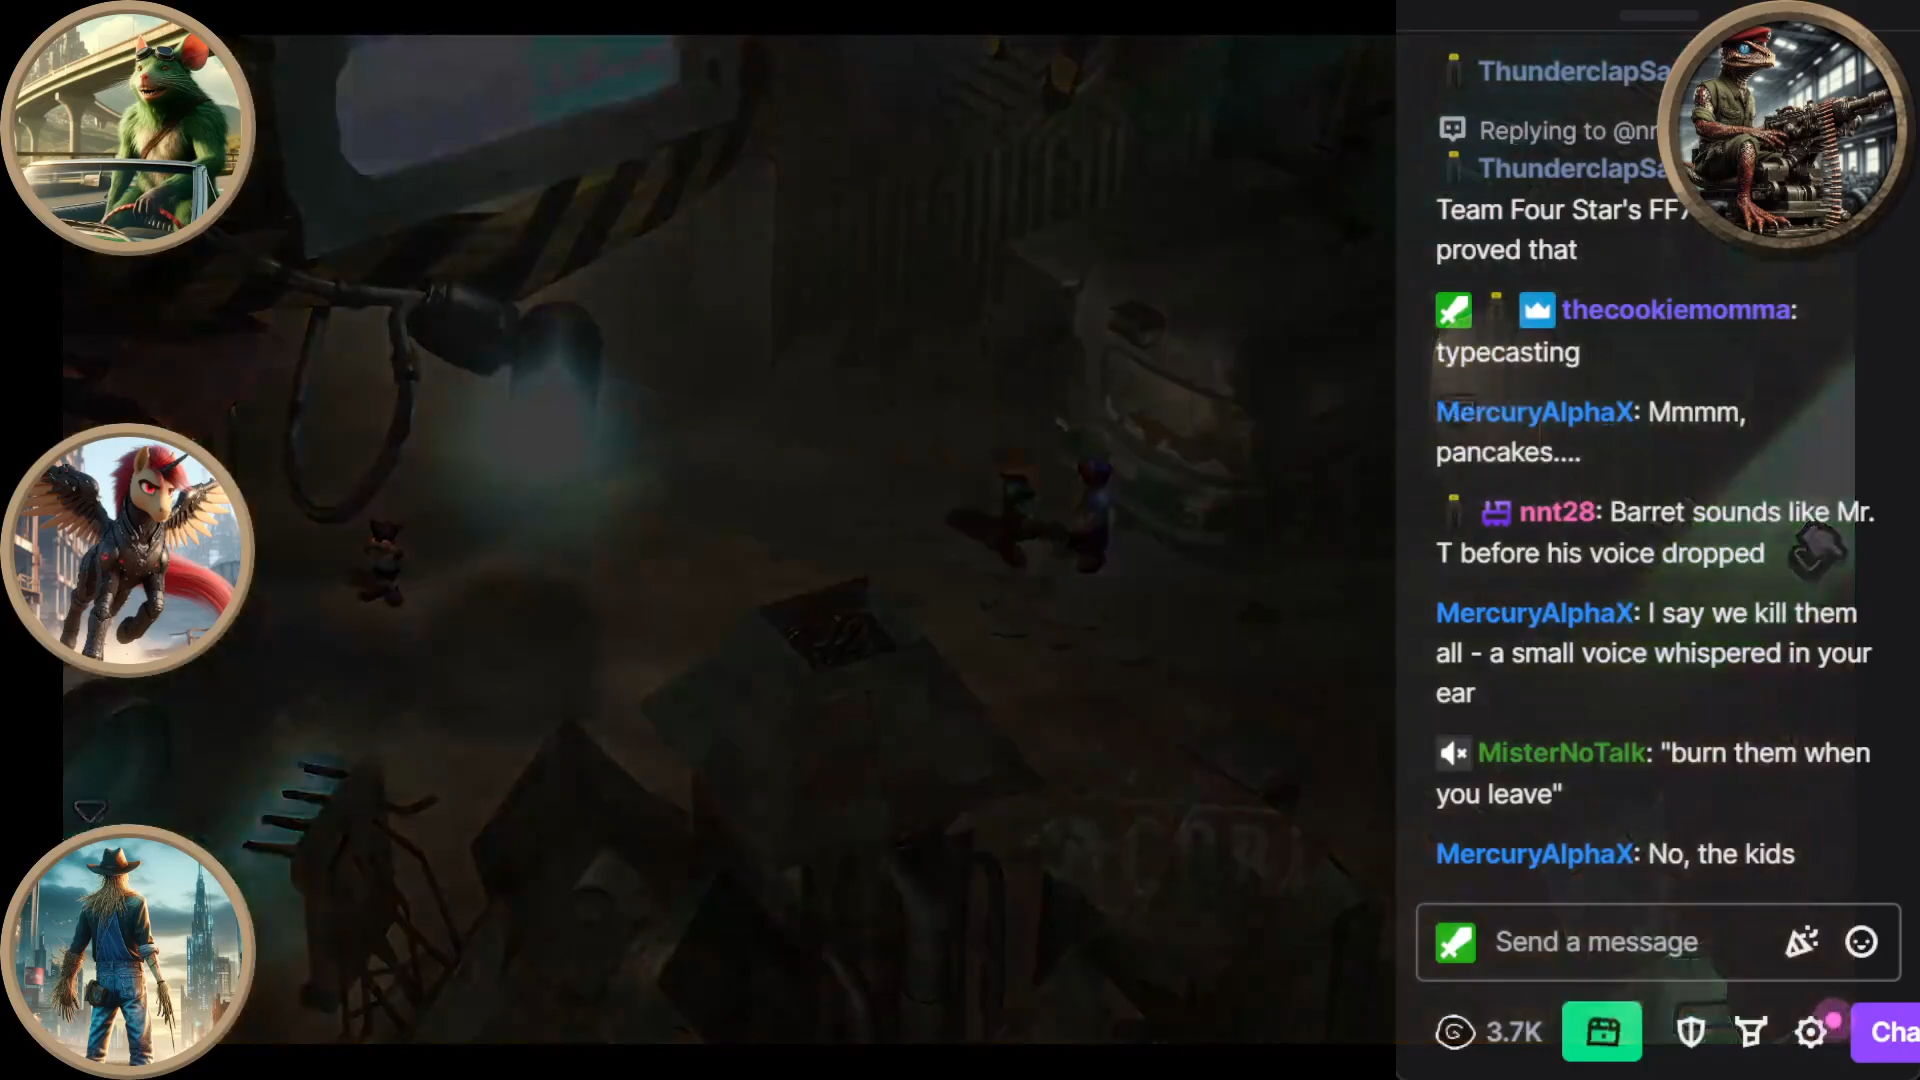 ThunderclapSa
Replying to @nr
ThunderclapSa
Team Four Star's FF7
proved that
thecookiemomma:
typecasting
MercuryAlphaX: Mmmm,
pancakes....
nnt28: Barret sounds like Mr.
T before his voice dropped
MercuryAlphaX: I say we kill them
all - a small voice whispered in your
ear
MisterNoTalk: "burn them when
you leave"
MercuryAlphaX: No, the kids
Send a message
3.7K
Cha